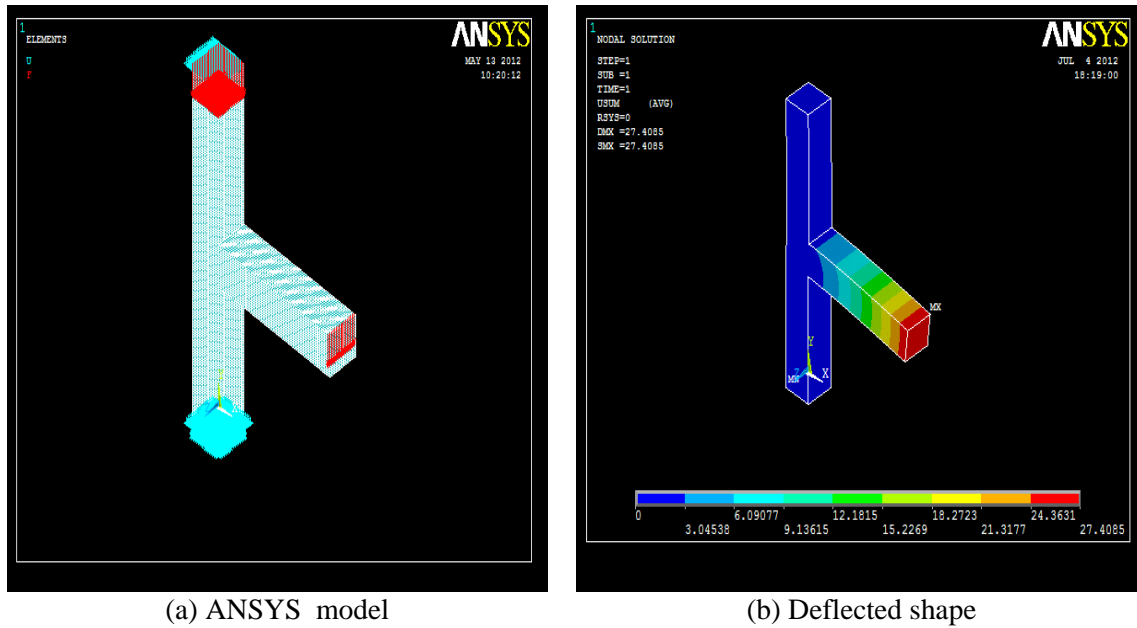 1
ANSYS
ELEMENTS
U
F
MAY 13 2012
10:20:12
Y
Z X
1
ANSYS
NODAL SOLUTION
STEP=1
SUB =1
TIME=1
USUM (AVG)
RSYS=0
DMX =27.4085
SMX =27.4085
JUL 4 2012
18:19:00
MX
Y
Z X
MN
0 6.09077 12.1815 18.2723 24.3631
3.04538 9.13615 15.2269 21.3177 27.4085
(a) ANSYS model
(b) Deflected shape